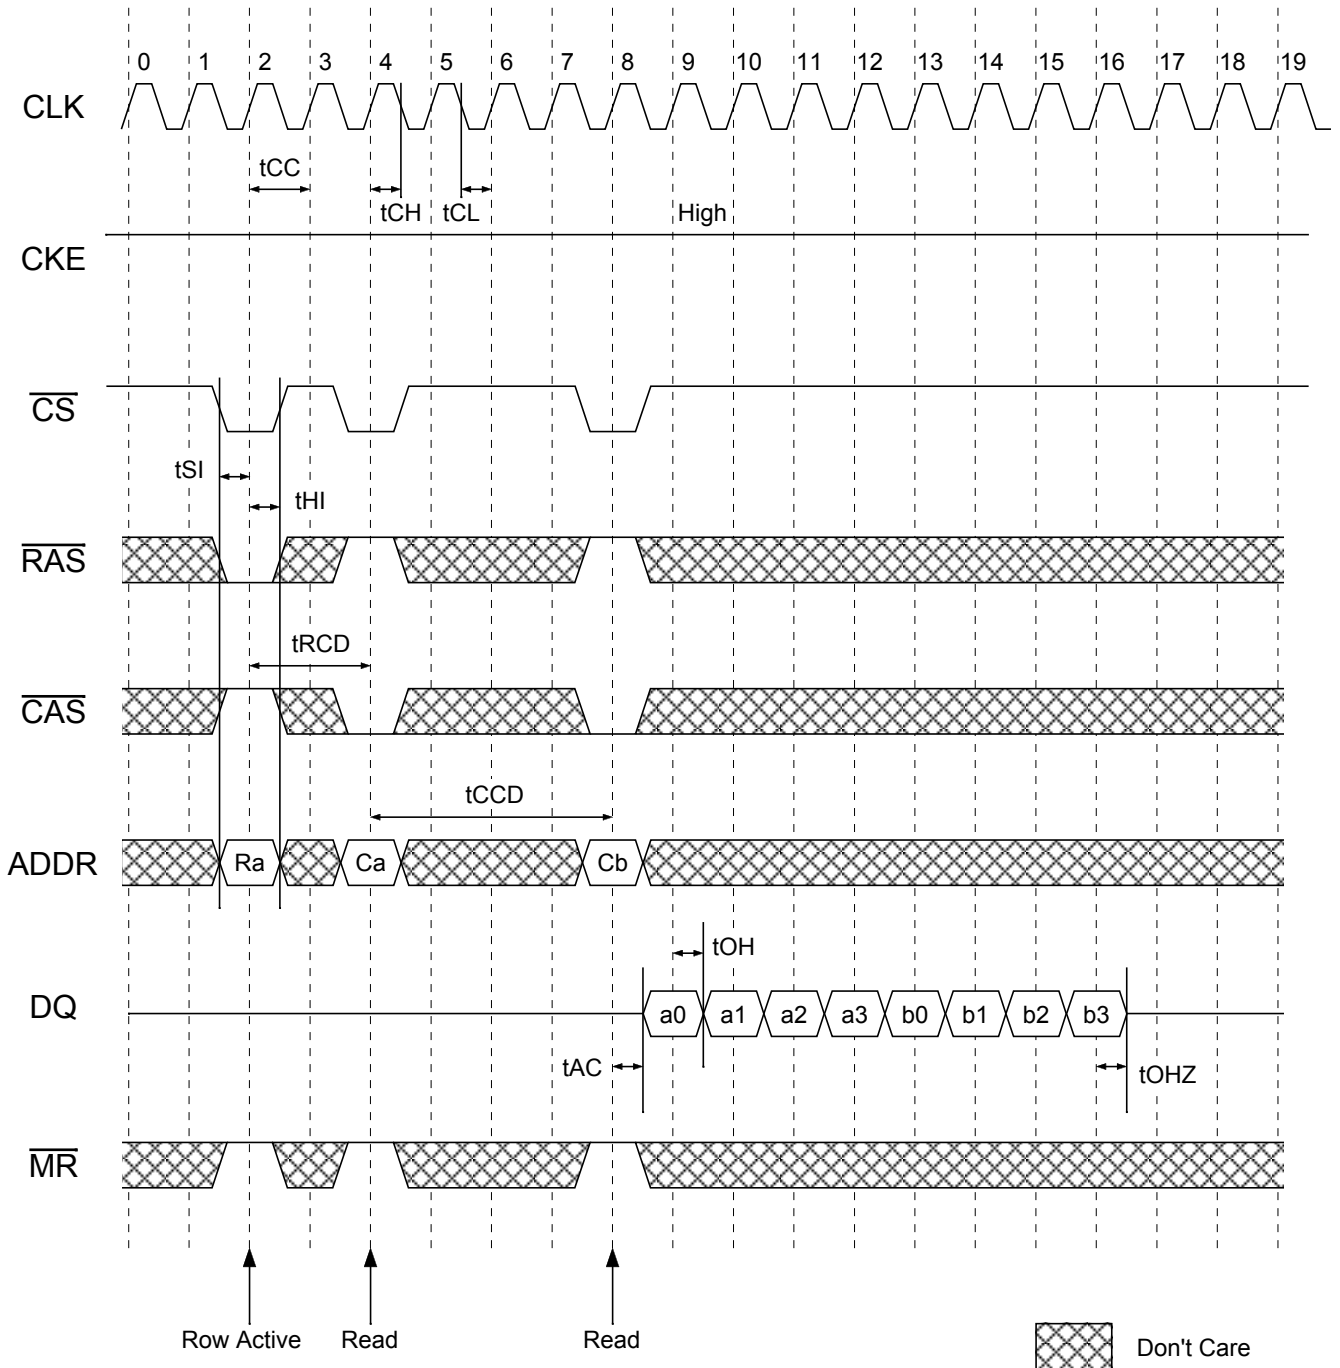 0 1 2 3 4 5 6 7 8 9 10 11 12 13 14 15 16 17 18 19
CLK
tCC
tCH tCL High
CKE
CS
tSI
tHI
RAS
tRCD
CAS
tCCD
ADDR Ra Ca Cb
tOH
DQ a0 a1 a2 a3 b0 b1 b2 b3
tAC tOHZ
MR
Row Active Read Read
Don't Care